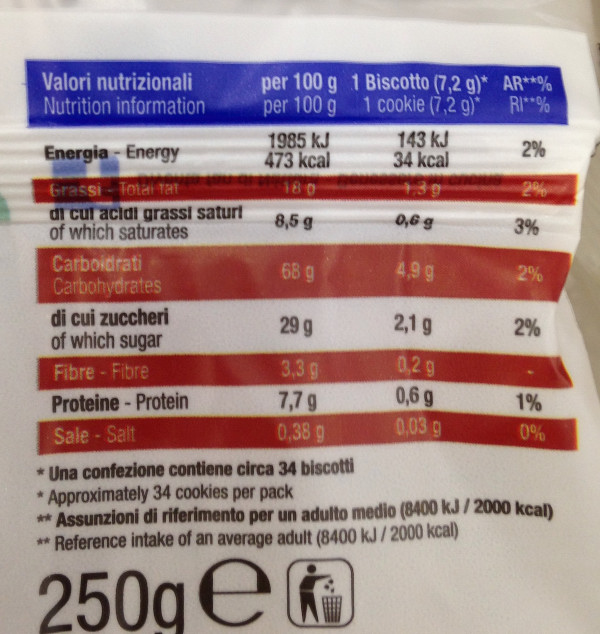 Valori nutrizionali per 100 g 1 Biscotto (7,2 g)* AR**%
Nutrition information per 100 g 1 cookie (7,2 g)* RI**%
Energia - Energy 1985 kJ 143 kJ 2%
473 kcal 34 kcal
Grassi - Total fat 18 g 1,3 g 2%
di cui acidi grassi saturi 8,5 g 0,6 g 3%
of which saturates
Carboidrati 68 g 4,9 g 2%
Carbohydrates
di cui zuccheri 29 g 2,1 g 2%
of which sugar
Fibre - Fibre 3,3 g 0,2 g -
Proteine - Protein 7,7 g 0,6 g 1%
Sale - Salt 0,38 g 0,03 g 0%
* Una confezione contiene circa 34 biscotti
* Approximately 34 cookies per pack
** Assunzioni di riferimento per un adulto medio (8400 kJ / 2000 kcal)
** Reference intake of an average adult (8400 kJ / 2000 kcal)
250g e